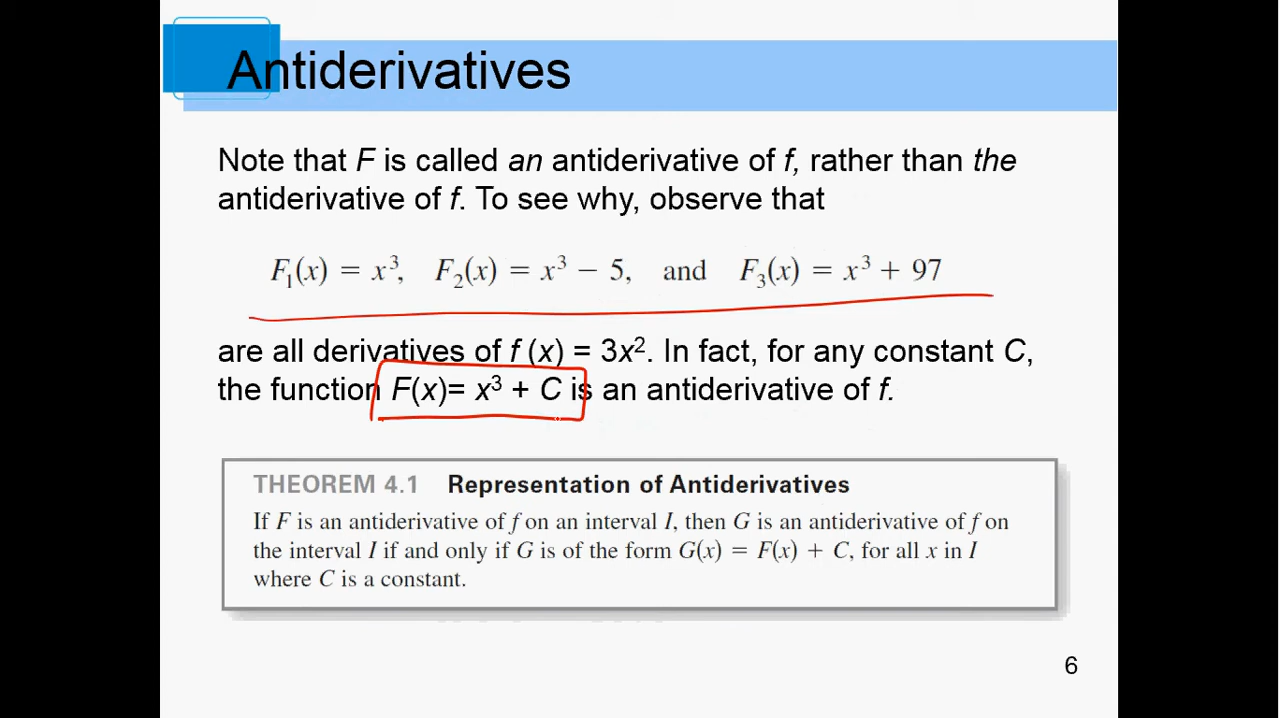 Antiderivatives
Note that F is called an antiderivative of f, rather than the
antiderivative of f. To see why, observe that
F₁(x) = x³, F₂(x) = x³ − 5, and F₃(x) = x³ + 97
are all derivatives of f (x) = 3x². In fact, for any constant C,
the function F(x)= x³ + C is an antiderivative of f.
THEOREM 4.1 Representation of Antiderivatives
If F is an antiderivative of f on an interval I, then G is an antiderivative of f on
the interval I if and only if G is of the form G(x) = F(x) + C, for all x in I
where C is a constant.
6